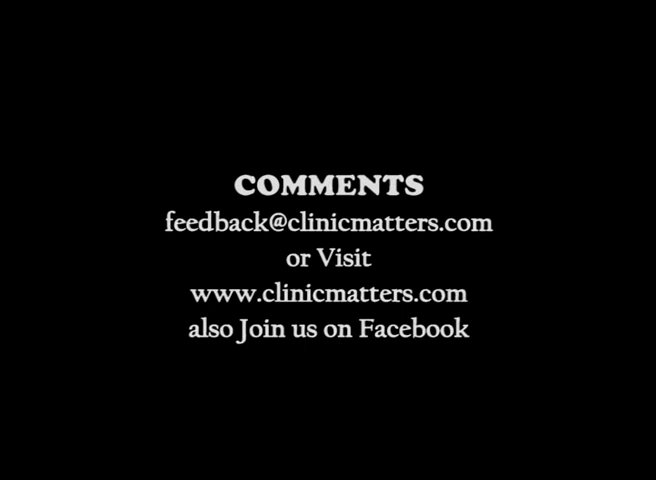 COMMENTS
feedback@clinicmatters.com
or Visit
www.clinicmatters.com
also Join us on Facebook